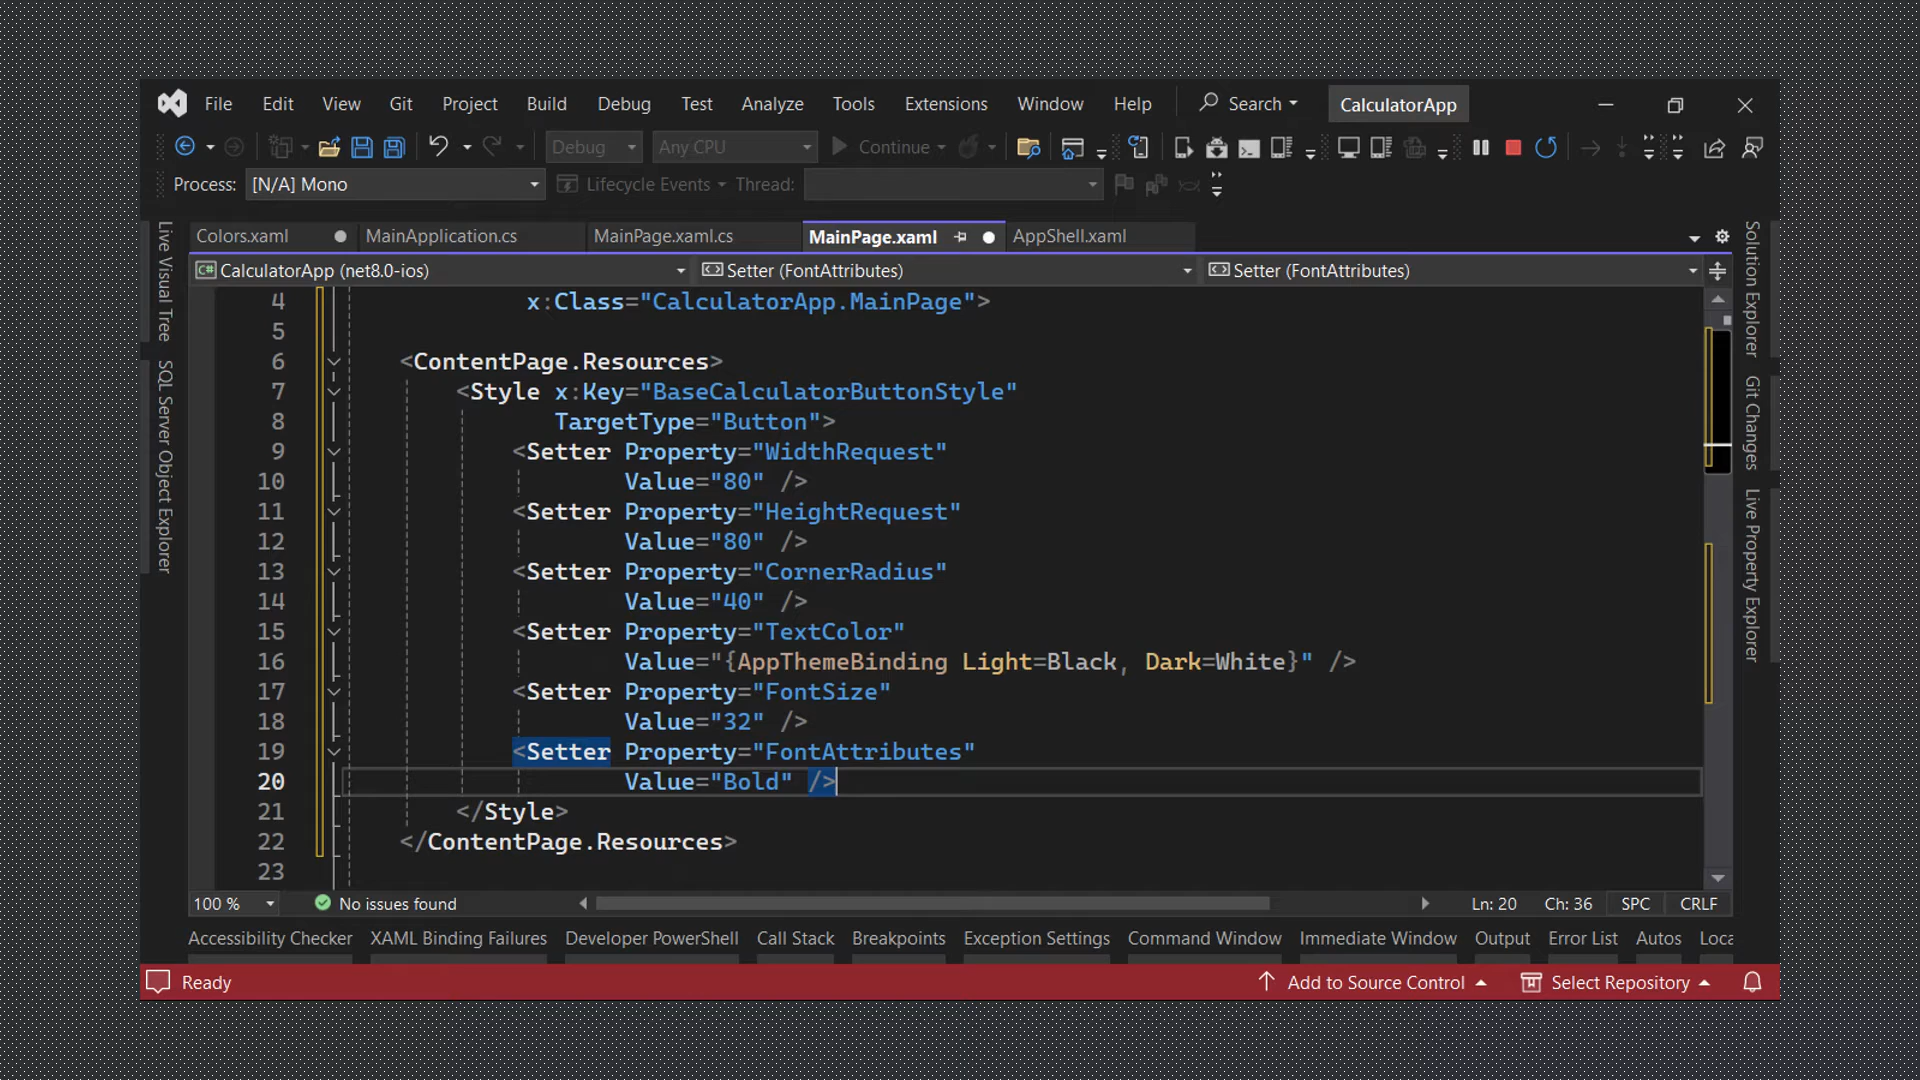 File Edit View Git Project Build Debug Test Analyze Tools Extensions Window Help Search CalculatorApp
Debug Any CPU Continue
Process: [N/A] Mono Lifecycle Events Thread:
Colors.xaml MainApplication.cs MainPage.xaml.cs MainPage.xaml AppShell.xaml
CalculatorApp (net8.0-ios) Setter (FontAttributes) Setter (FontAttributes)
Live Visual Tree
SQL Server Object Explorer
4 x:Class="CalculatorApp.MainPage">
5
6 <ContentPage.Resources>
7 <Style x:Key="BaseCalculatorButtonStyle"
8 TargetType="Button">
9 <Setter Property="WidthRequest"
10 Value="80" />
11 <Setter Property="HeightRequest"
12 Value="80" />
13 <Setter Property="CornerRadius"
14 Value="40" />
15 <Setter Property="TextColor"
16 Value="{AppThemeBinding Light=Black, Dark=White}" />
17 <Setter Property="FontSize"
18 Value="32" />
19 <Setter Property="FontAttributes"
20 Value="Bold" />
21 </Style>
22 </ContentPage.Resources>
23
Solution Explorer
Git Changes
Live Property Explorer
100 % No issues found Ln: 20 Ch: 36 SPC CRLF
Accessibility Checker XAML Binding Failures Developer PowerShell Call Stack Breakpoints Exception Settings Command Window Immediate Window Output Error List Autos Loca
Ready Add to Source Control Select Repository